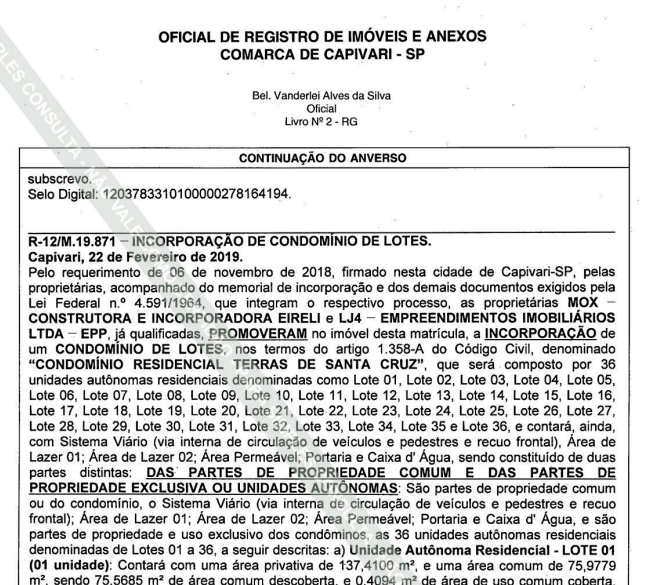 OFICIAL DE REGISTRO DE IMÓVEIS E ANEXOS
COMARCA DE CAPIVARI - SP
Bel. Vanderlei Alves da Silva
Oficial
Livro Nº 2 - RG
CONTINUAÇÃO DO ANVERSO
subscrevo.
Selo Digital: 1203783310100000278164194.
R-12/M.19.871 – INCORPORAÇÃO DE CONDOMÍNIO DE LOTES.
Capivari, 22 de Fevereiro de 2019.
Pelo requerimento de 06 de novembro de 2018, firmado nesta cidade de Capivari-SP, pelas
proprietárias, acompanhado do memorial de incorporação e dos demais documentos exigidos pela
Lei Federal n.º 4.591/1964, que integram o respectivo processo, as proprietárias MOX –
CONSTRUTORA E INCORPORADORA EIRELI e LJ4 – EMPREENDIMENTOS IMOBILIÁRIOS
LTDA – EPP, já qualificadas, PROMOVERAM no imóvel desta matrícula, a INCORPORAÇÃO de
um CONDOMÍNIO DE LOTES, nos termos do artigo 1.358-A do Código Civil, denominado
“CONDOMÍNIO RESIDENCIAL TERRAS DE SANTA CRUZ”, que será composto por 36
unidades autônomas residenciais denominadas como Lote 01, Lote 02, Lote 03, Lote 04, Lote 05,
Lote 06, Lote 07, Lote 08, Lote 09, Lote 10, Lote 11, Lote 12, Lote 13, Lote 14, Lote 15, Lote 16,
Lote 17, Lote 18, Lote 19, Lote 20, Lote 21, Lote 22, Lote 23, Lote 24, Lote 25, Lote 26, Lote 27,
Lote 28, Lote 29, Lote 30, Lote 31, Lote 32, Lote 33, Lote 34, Lote 35 e Lote 36, e contará, ainda,
com Sistema Viário (via interna de circulação de veículos e pedestres e recuo frontal), Área de
Lazer 01; Área de Lazer 02; Área Permeável; Portaria e Caixa d' Água, sendo constituído de duas
partes distintas: DAS PARTES DE PROPRIEDADE COMUM E DAS PARTES DE
PROPRIEDADE EXCLUSIVA OU UNIDADES AUTÔNOMAS: São partes de propriedade comum
ou do condomínio, o Sistema Viário (via interna de circulação de veículos e pedestres e recuo
frontal); Área de Lazer 01; Área de Lazer 02; Área Permeável; Portaria e Caixa d' Água, e são
partes de propriedade e uso exclusivo dos condôminos, as 36 unidades autônomas residenciais
denominadas de Lotes 01 a 36, a seguir descritas: a) Unidade Autônoma Residencial - LOTE 01
(01 unidade): Contará com uma área privativa de 137,4100 m², e uma área comum de 75,9779
m², sendo 75,5685 m² de área comum descoberta, e 0,4094 m² de área de uso comum coberta,